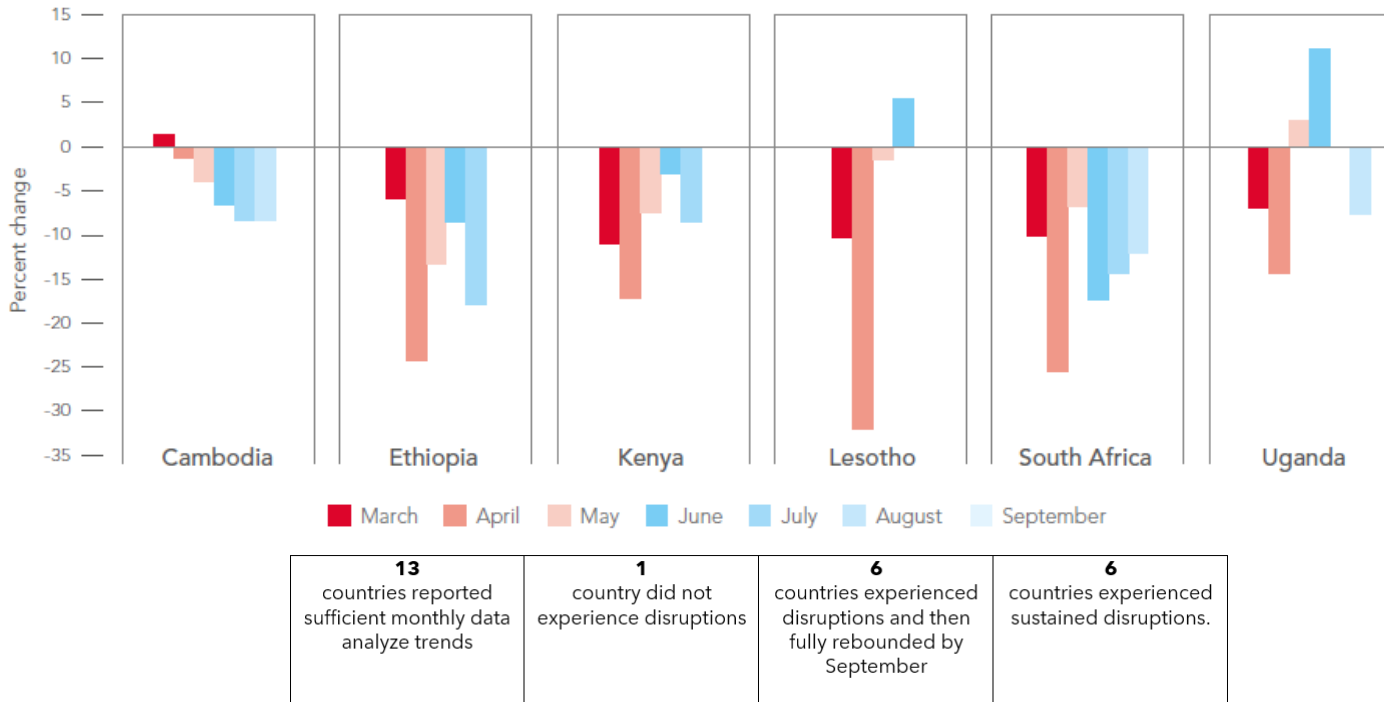 15
10
5
0
-5
-10
-15
-20
-25
-30
-35
Percent change
Cambodia
Ethiopia
Kenya
Lesotho
South Africa
Uganda
March April May June July August September
13
countries reported
sufficient monthly data
analyze trends
1
country did not
experience disruptions
6
countries experienced
disruptions and then
fully rebounded by
September
6
countries experienced
sustained disruptions.